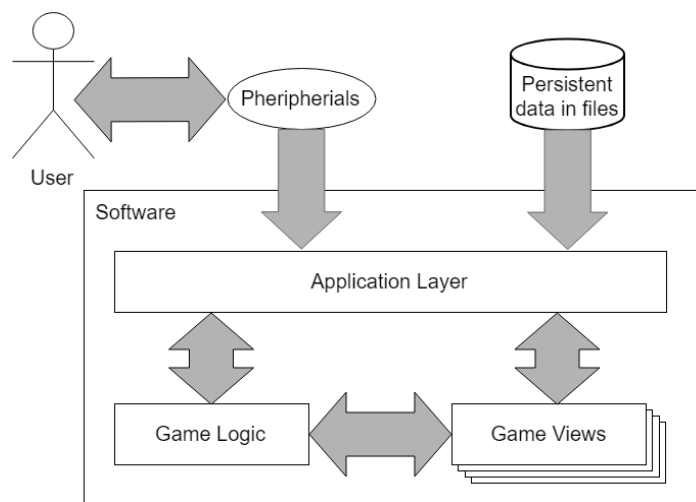 Pheripherials
Persistent
data in files
User
Software
Application Layer
Game Logic
Game Views